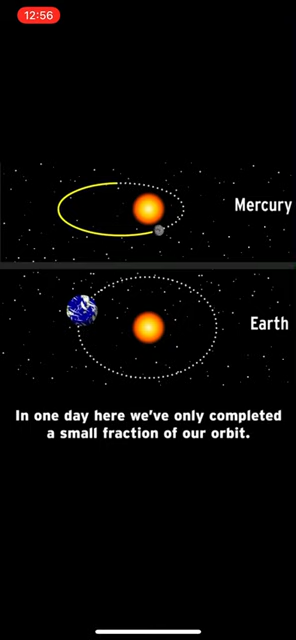 12:56
Mercury
Earth
In one day here we've only completed
a small fraction of our orbit.